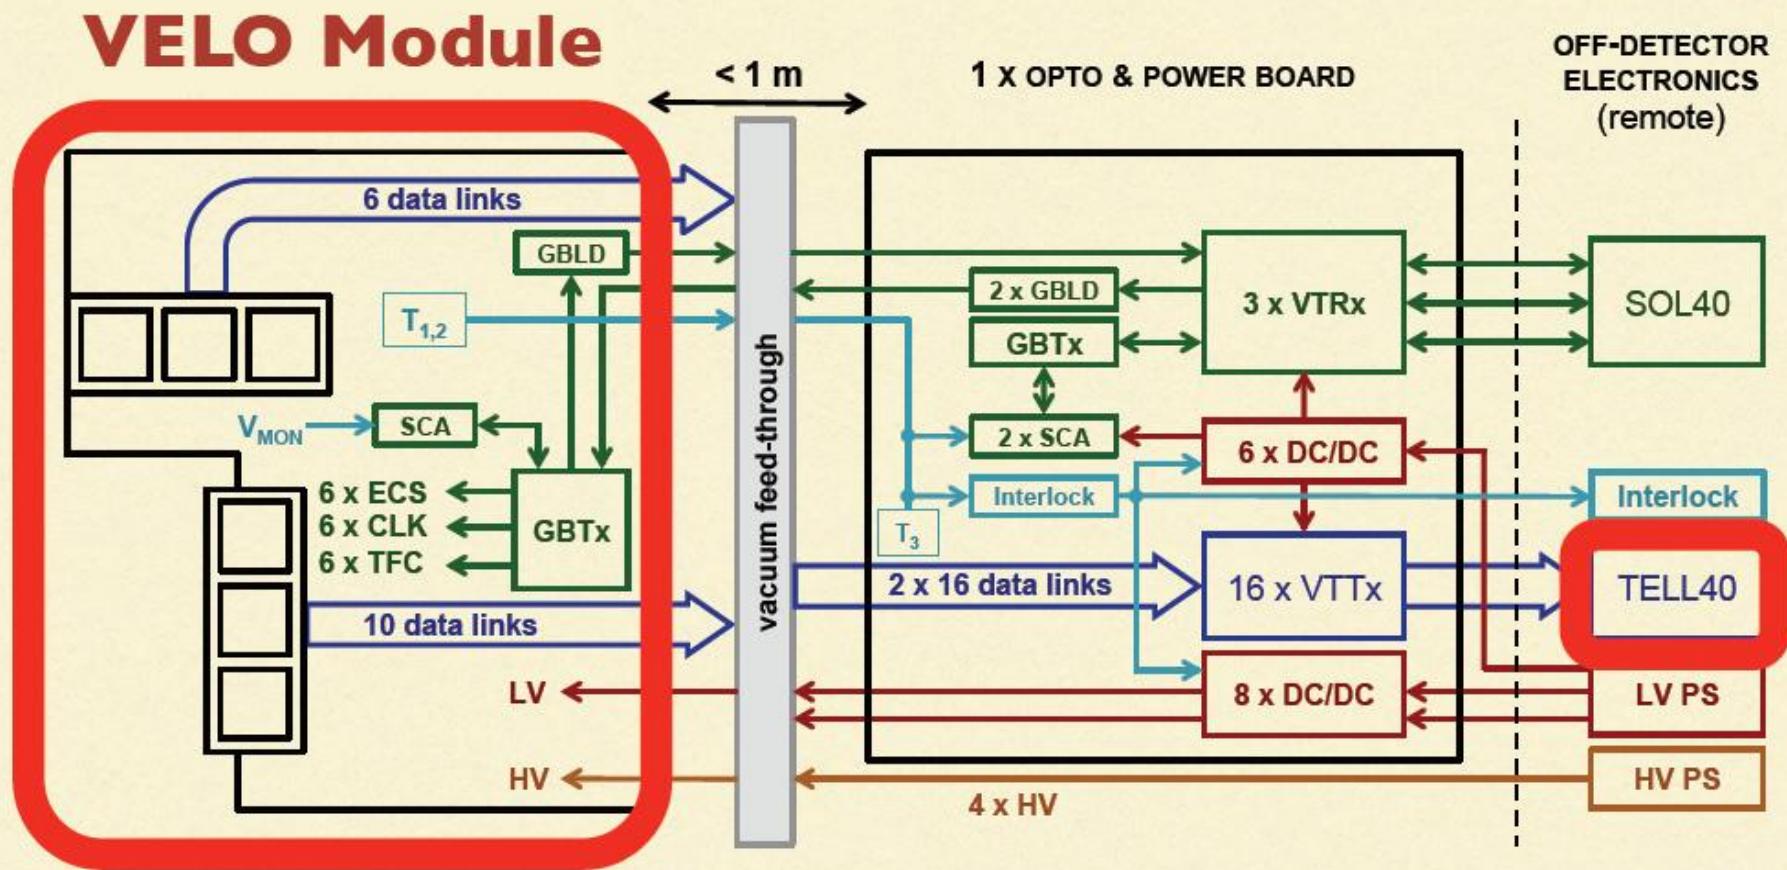 VELO Module
< 1 m
1 x OPTO & POWER BOARD
OFF-DETECTOR
ELECTRONICS
(remote)
6 data links
GBLD
T1,2
VMON
SCA
6 x ECS
6 x CLK
6 x TFC
GBTx
10 data links
LV
HV
vacuum feed-through
2 x GBLD
GBTx
2 x SCA
Interlock
T3
2 x 16 data links
4 x HV
3 x VTRx
6 x DC/DC
16 x VTTx
8 x DC/DC
SOL40
Interlock
TELL40
LV PS
HV PS